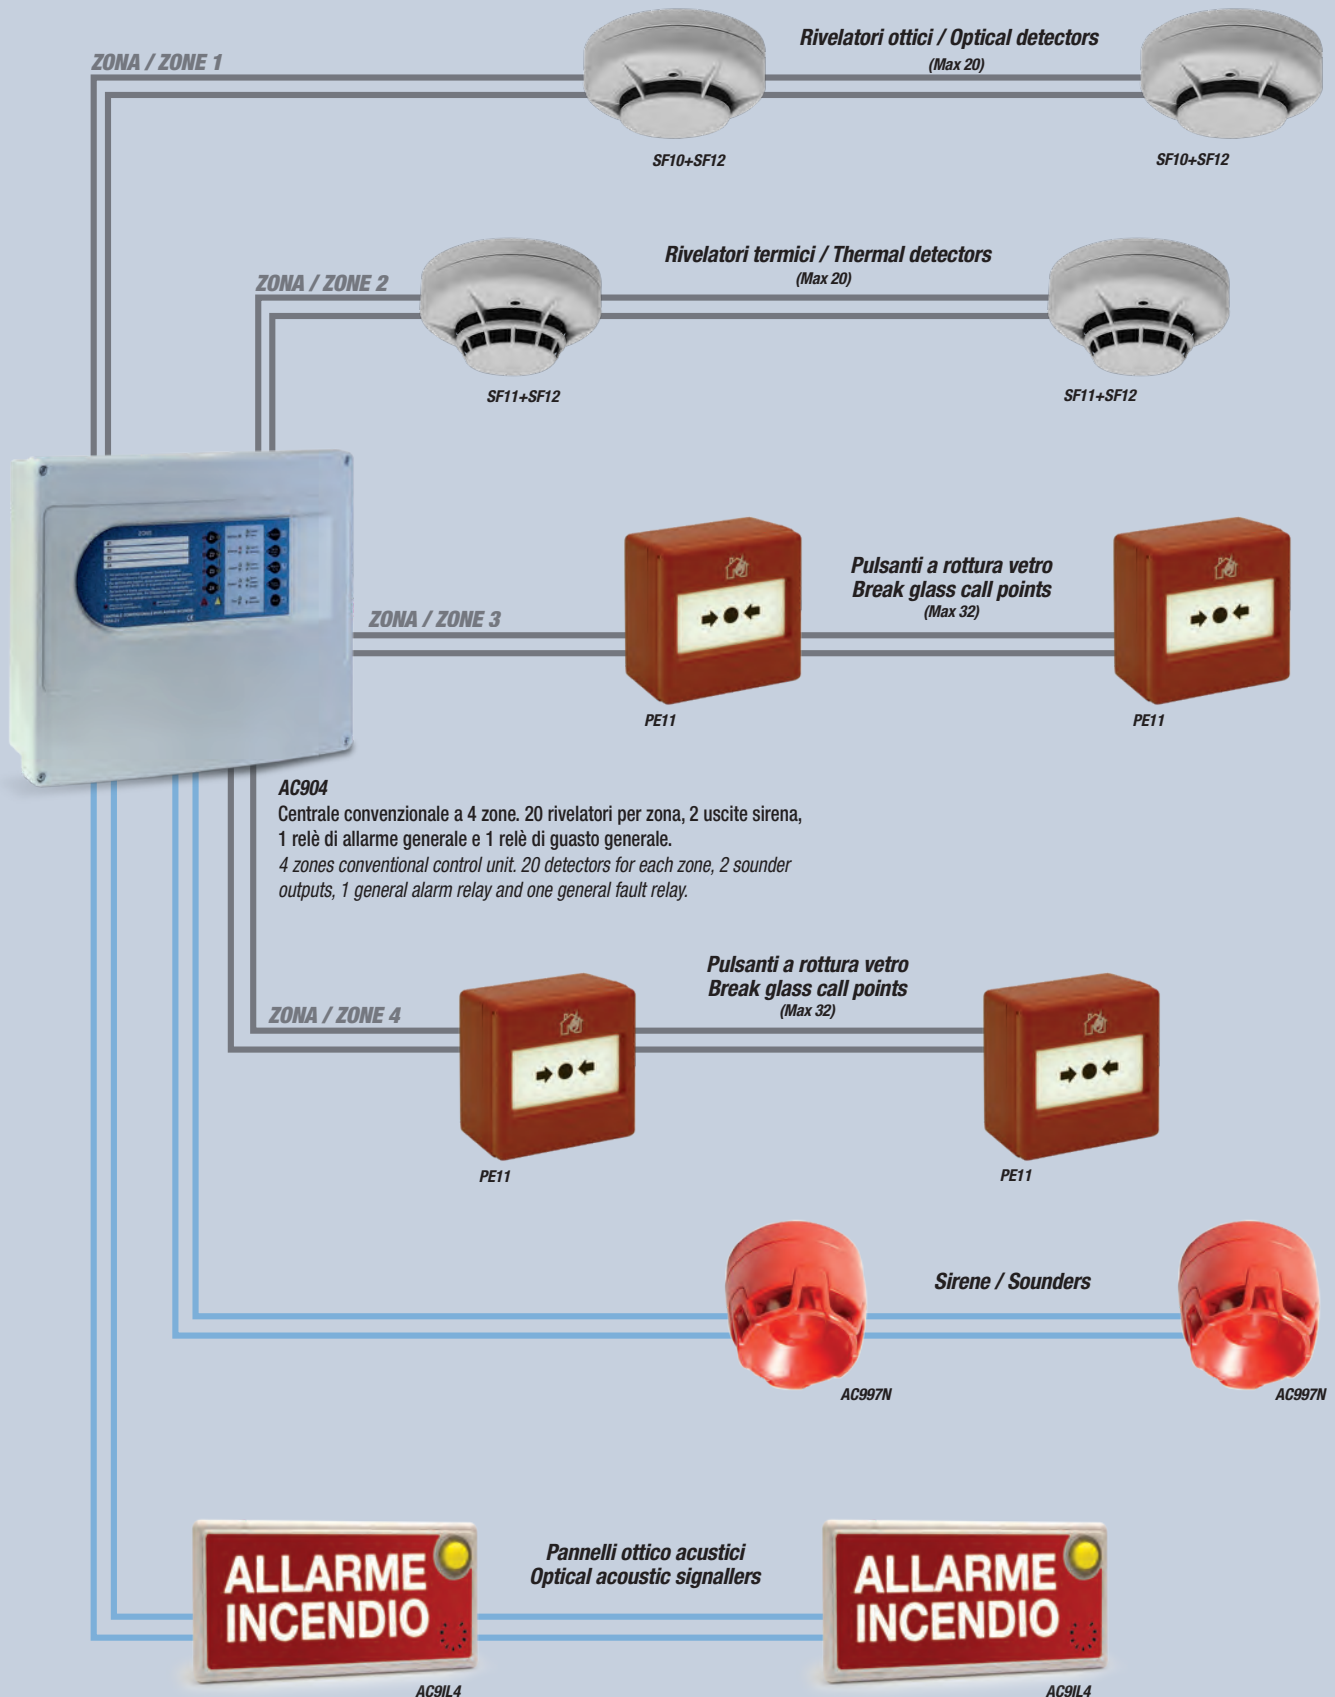 ZONA / ZONE 1
Rivelatori ottici / Optical detectors
(Max 20)
SF10+SF12
SF10+SF12
ZONA / ZONE 2
Rivelatori termici / Thermal detectors
(Max 20)
SF11+SF12
SF11+SF12
ZONE
ZONA / ZONE 3
Pulsanti a rottura vetro
Break glass call points
(Max 32)
PE11
PE11
AC904
Centrale convenzionale a 4 zone. 20 rivelatori per zona, 2 uscite sirena,
1 relè di allarme generale e 1 relè di guasto generale.
4 zones conventional control unit. 20 detectors for each zone, 2 sounder
outputs, 1 general alarm relay and one general fault relay.
ZONA / ZONE 4
Pulsanti a rottura vetro
Break glass call points
(Max 32)
PE11
PE11
Sirene / Sounders
AC997N
AC997N
ALLARME
INCENDIO
Pannelli ottico acustici
Optical acoustic signallers
ALLARME
INCENDIO
AC9IL4
AC9IL4